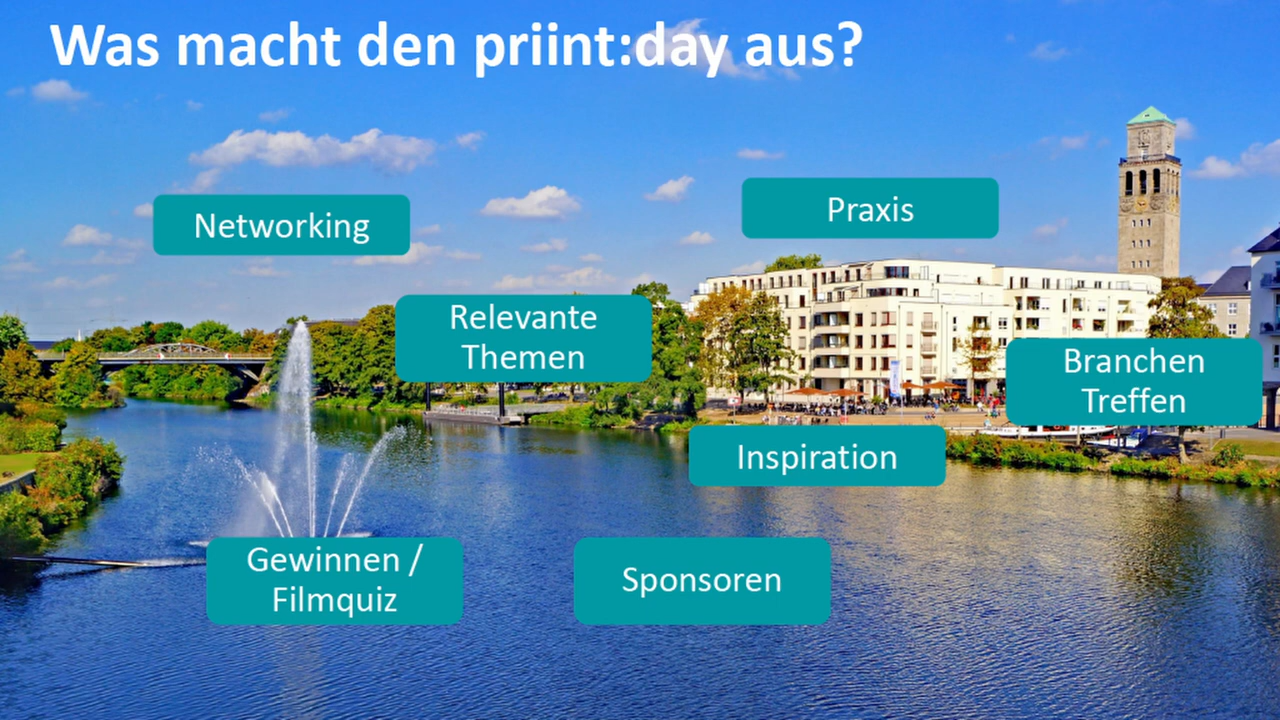 Was macht den priint:day aus?
Networking
Praxis
Relevante
Themen
Branchen
Treffen
Inspiration
Gewinnen /
Filmquiz
Sponsoren